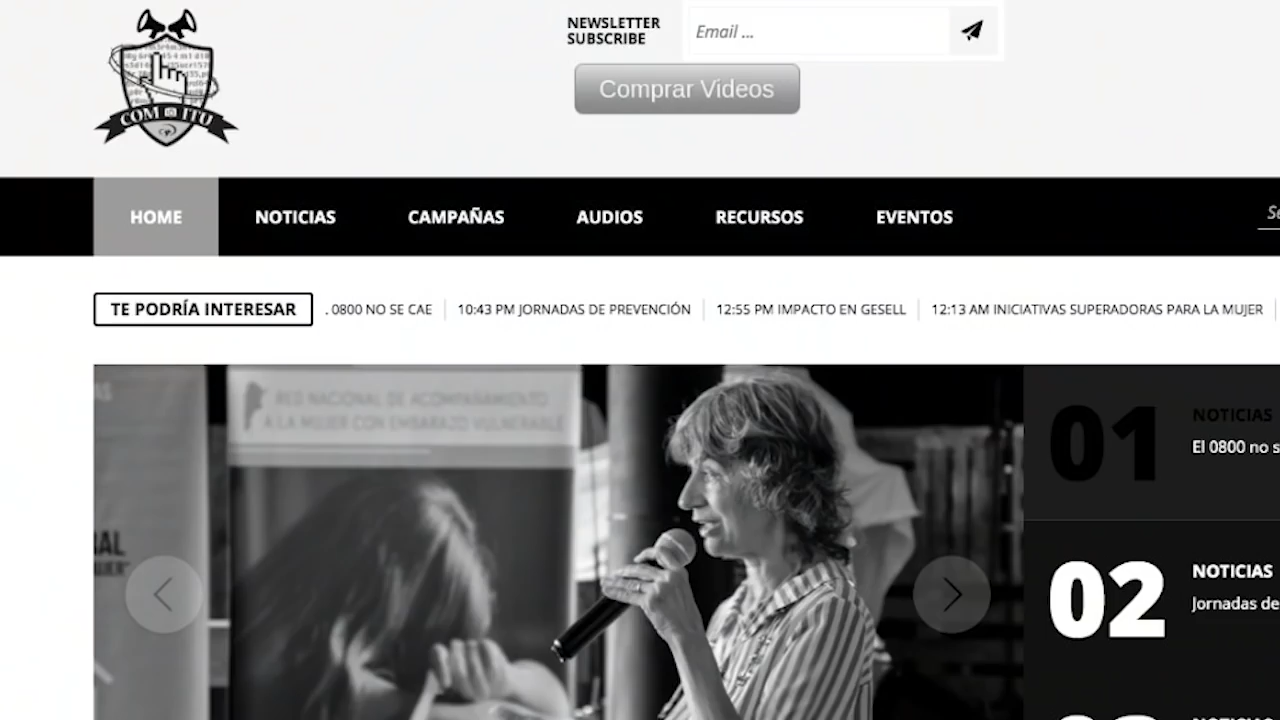 NEWSLETTER
SUBSCRIBE
Email ...
Comprar Videos
COM ITU
HOME NOTICIAS CAMPAÑAS AUDIOS RECURSOS EVENTOS
TE PODRÍA INTERESAR . 0800 NO SE CAE 10:43 PM JORNADAS DE PREVENCIÓN 12:55 PM IMPACTO EN GESELL 12:13 AM INICIATIVAS SUPERADORAS PARA LA MUJER
RED NACIONAL DE ACOMPAÑAMIENTO
A LA MUJER CON EMBARAZO VULNERABLE
01 NOTICIAS
El 0800 no s
02 NOTICIAS
Jornadas de